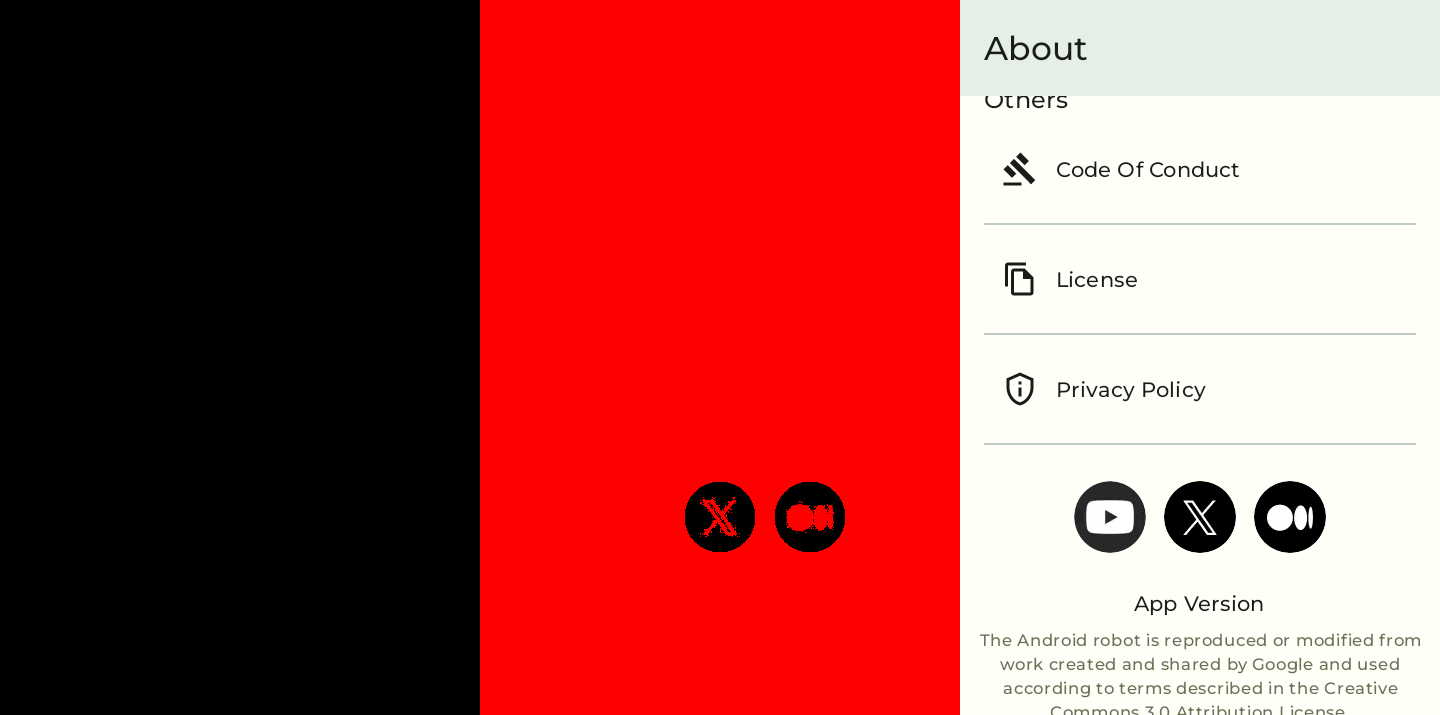 About
Others
Code Of Conduct
License
Privacy Policy
App Version
The Android robot is reproduced or modified from
work created and shared by Google and used
according to terms described in the Creative
Commons 3.0 Attribution License.